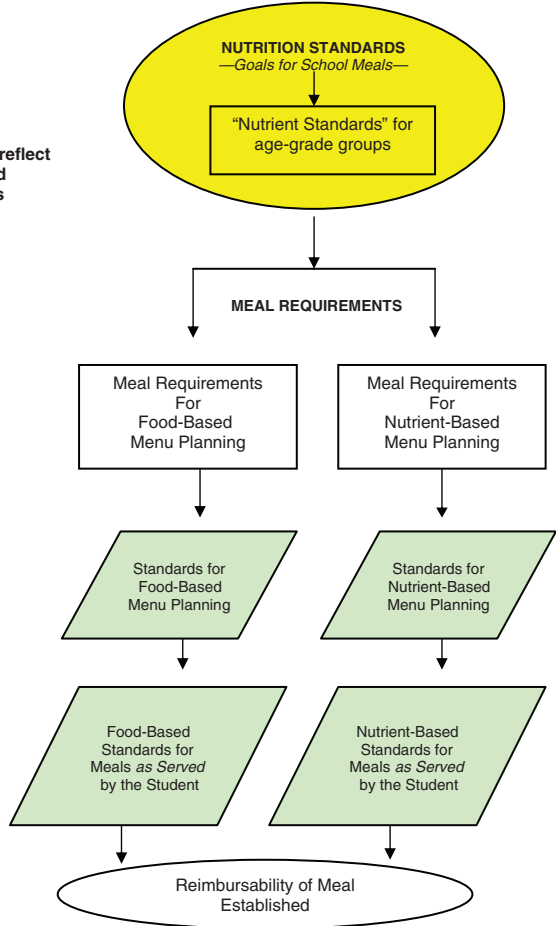 NUTRITION STANDARDS
—Goals for School Meals—
“Nutrient Standards” for
age-grade groups
reflect
d
s
MEAL REQUIREMENTS
Meal Requirements
For
Food-Based
Menu Planning
Meal Requirements
For
Nutrient-Based
Menu Planning
Standards for
Food-Based
Menu Planning
Standards for
Nutrient-Based
Menu Planning
Food-Based
Standards for
Meals as Served
by the Student
Nutrient-Based
Standards for
Meals as Served
by the Student
Reimbursability of Meal
Established